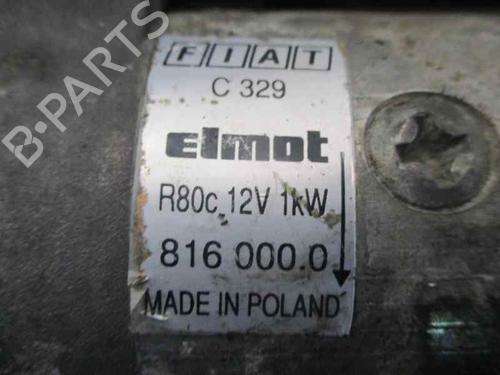 FIAT
C 329
elmot
R80c 12V 1kW
816 000.0
MADE IN POLAND
B-PARTS